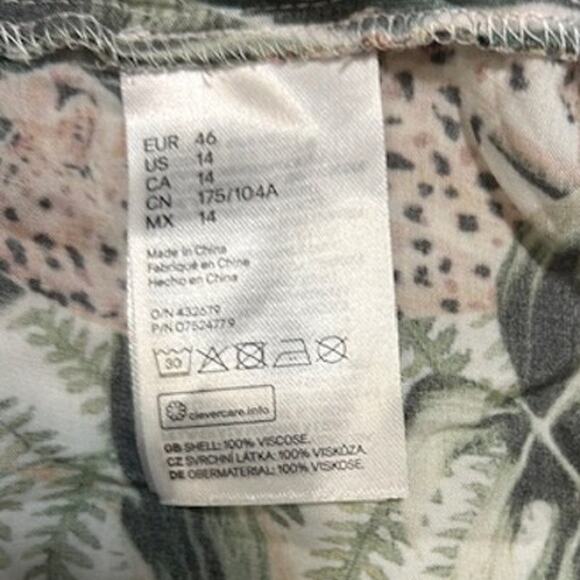 EUR 46
US 14
CA 14
CN 175/104A
MX 14
Made in China
Fabriqué en Chine
Hecho en China
O/N 432679
P/N 07524779
30
clevercare.info
GB SHELL: 100% VISCOSE.
CZ SVRCHNÍ LÁTKA: 100% VISKÓZA.
DE OBERMATERIAL: 100% VISKOSE.